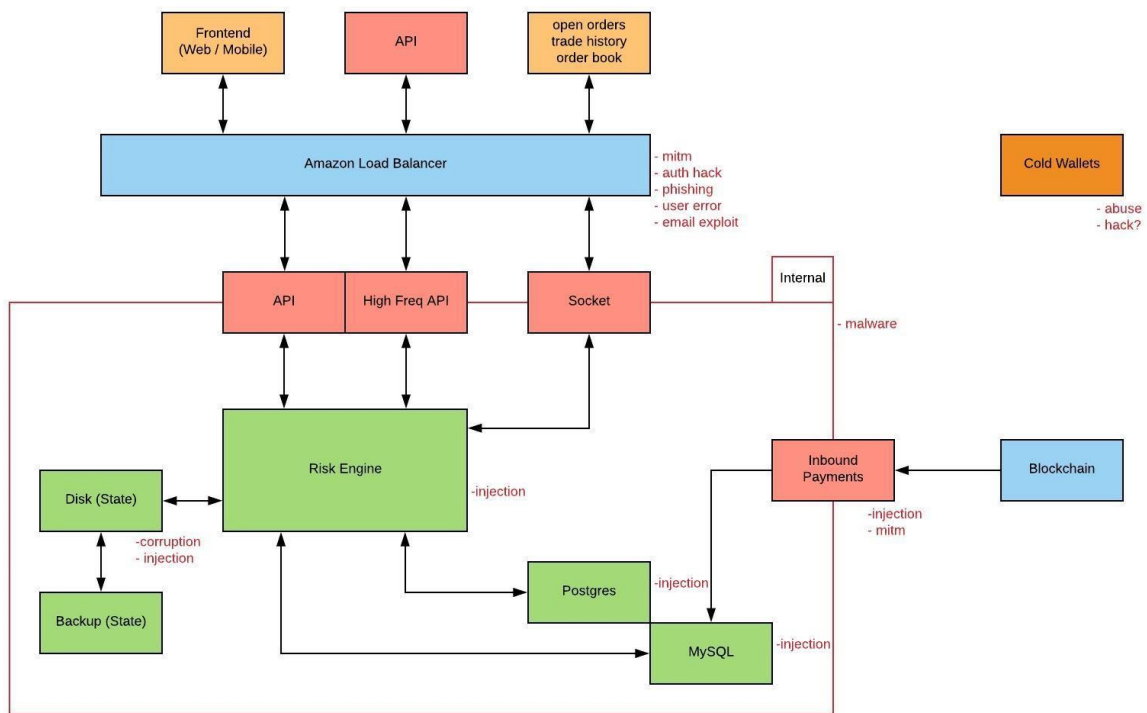 Frontend
(Web / Mobile)
API
open orders
trade history
order book
Amazon Load Balancer
- mitm
- auth hack
- phishing
- user error
- email exploit
Cold Wallets
- abuse
- hack?
API
High Freq API
Socket
Internal
- malware
Risk Engine
-injection
Disk (State)
-corruption
- injection
Backup (State)
Inbound
Payments
-injection
- mitm
Blockchain
Postgres
-injection
MySQL
-injection